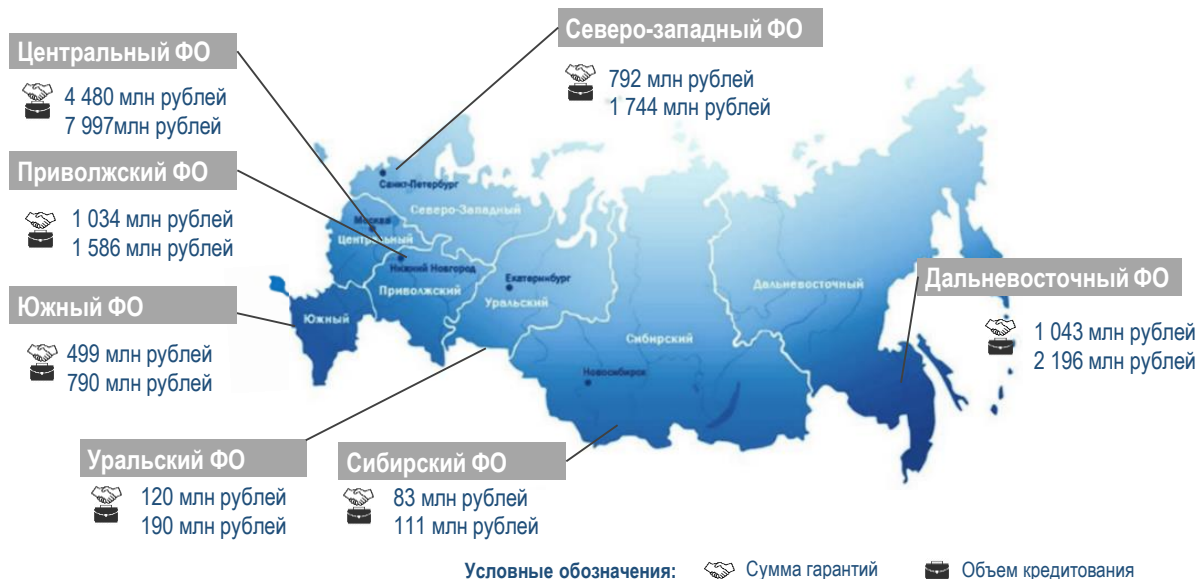 Северо-западный ФО
792 млн рублей
1 744 млн рублей
Центральный ФО
4 480 млн рублей
7 997млн рублей
Приволжский ФО
1 034 млн рублей
1 586 млн рублей
Южный ФО
499 млн рублей
790 млн рублей
Санкт-Петербург
Северо-Западный
Москва
Центральный
Нижний Новгород
Приволжский
Екатеринбург
Уральский
Южный
Сибирский
Новосибирск
Дальневосточный
Дальневосточный ФО
1 043 млн рублей
2 196 млн рублей
Уральский ФО
120 млн рублей
190 млн рублей
Сибирский ФО
83 млн рублей
111 млн рублей
Условные обозначения: Сумма гарантий Объем кредитования